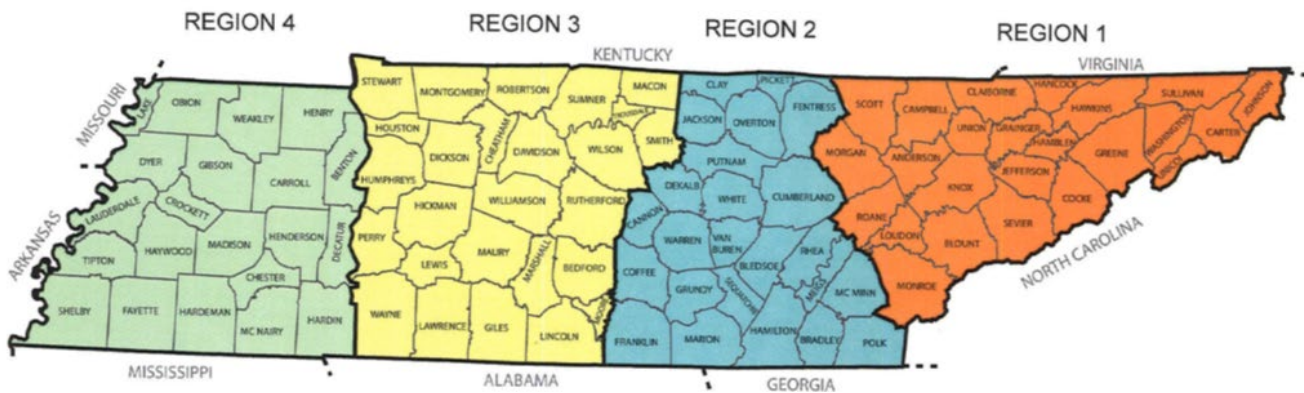 REGION 4
REGION 3
REGION 2
REGION 1
KENTUCKY
VIRGINIA
MISSOURI
ARKANSAS
MISSISSIPPI
ALABAMA
GEORGIA
NORTH CAROLINA
LAKE
OBION
WEAKLEY
HENRY
DYER
GIBSON
CARROLL
BENTON
LAUDERDALE
CROCKETT
TIPTON
HAYWOOD
MADISON
HENDERSON
DECATUR
CHESTER
SHELBY
FAYETTE
HARDEMAN
MC NAIRY
HARDIN
STEWART
MONTGOMERY
ROBERTSON
SUMNER
MACON
TROUSDALE
HOUSTON
DICKSON
CHEATHAM
DAVIDSON
WILSON
SMITH
HUMPHREYS
HICKMAN
WILLIAMSON
RUTHERFORD
PERRY
LEWIS
MAURY
MARSHALL
BEDFORD
WAYNE
LAWRENCE
GILES
LINCOLN
MOORE
CLAY
PICKETT
JACKSON
OVERTON
FENTRESS
PUTNAM
DEKALB
WHITE
CUMBERLAND
CANNON
WARREN
VAN
BUREN
BLEDSOE
RHEA
COFFEE
GRUNDY
SEQUATCHIE
MEIGS
MC MINN
FRANKLIN
MARION
HAMILTON
BRADLEY
POLK
SCOTT
CAMPBELL
CLAIBORNE
HANCOCK
HAWKINS
SULLIVAN
JOHNSON
MORGAN
ANDERSON
UNION
GRAINGER
HAMBLEN
GREENE
WASHINGTON
CARTER
UNICOI
KNOX
JEFFERSON
COCKE
ROANE
LOUDON
BLOUNT
SEVIER
MONROE